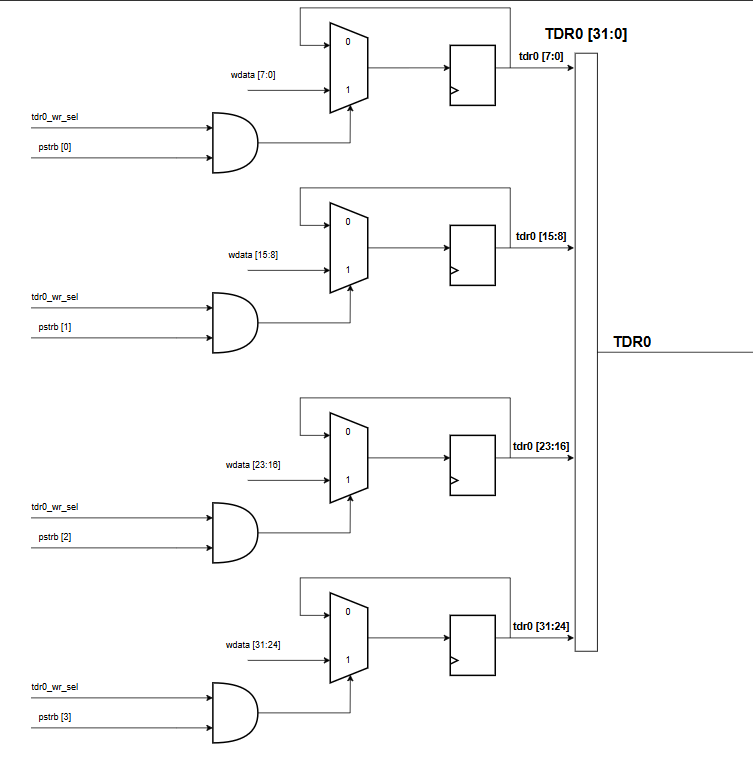 TDR0 [31:0]
0
tdr0 [7:0]
wdata [7:0]
1
tdr0_wr_sel
pstrb [0]
0
tdr0 [15:8]
wdata [15:8]
1
tdr0_wr_sel
pstrb [1]
TDR0
0
tdr0 [23:16]
wdata [23:16]
1
tdr0_wr_sel
pstrb [2]
0
tdr0 [31:24]
wdata [31:24]
1
tdr0_wr_sel
pstrb [3]